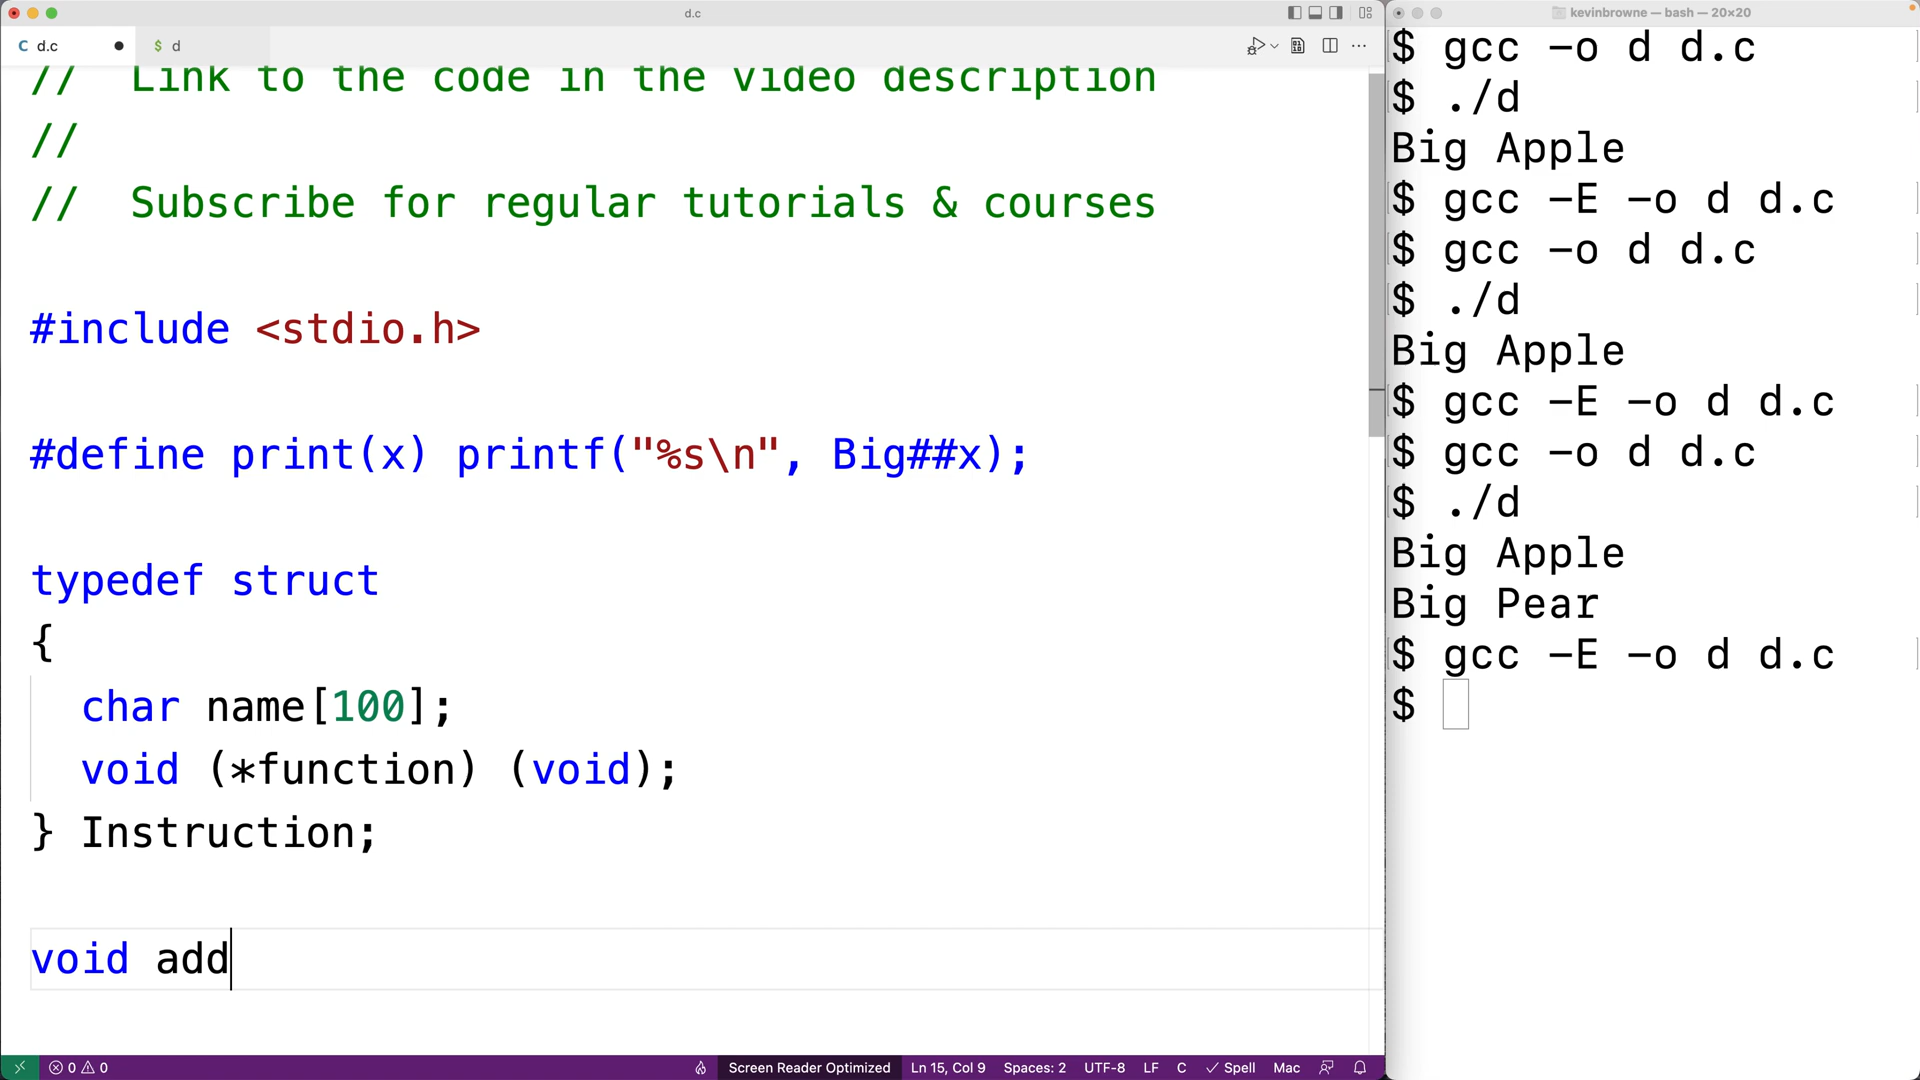 d.c
C d.c
$ d
// Link to the code in the video description
//
// Subscribe for regular tutorials & courses
#include <stdio.h>
#define print(x) printf("%s\n", Big##x);
typedef struct
{
char name[100];
void (*function) (void);
} Instruction;
void add
0 0
Screen Reader Optimized
Ln 15, Col 9
Spaces: 2
UTF-8
LF
C
Spell
Mac
kevinbrowne — bash — 20×20
$ gcc -o d d.c
$ ./d
Big Apple
$ gcc -E -o d d.c
$ gcc -o d d.c
$ ./d
Big Apple
$ gcc -E -o d d.c
$ gcc -o d d.c
$ ./d
Big Apple
Big Pear
$ gcc -E -o d d.c
$